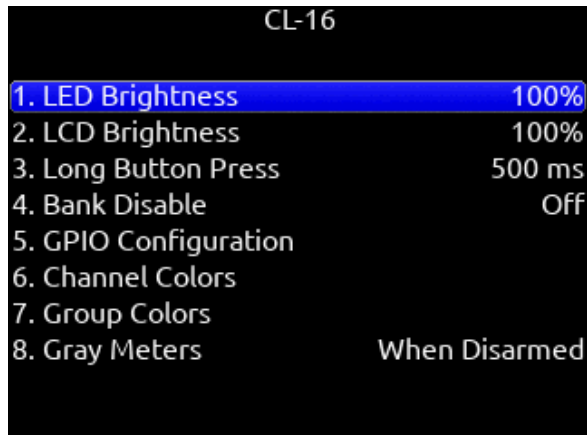 CL-16
1. LED Brightness 100%
2. LCD Brightness 100%
3. Long Button Press 500 ms
4. Bank Disable Off
5. GPIO Configuration
6. Channel Colors
7. Group Colors
8. Gray Meters When Disarmed